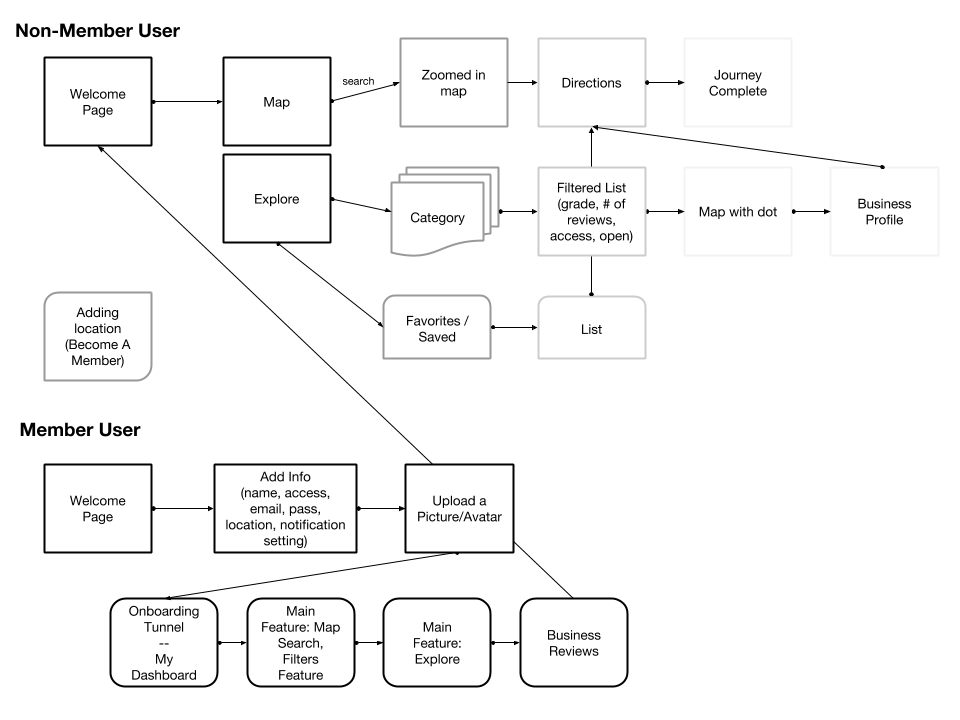 Non-Member User
Welcome
Page
Map
search
Zoomed in
map
Directions
Journey
Complete
Explore
Category
Filtered List
(grade, # of
reviews,
access, open)
Map with dot
Business
Profile
Adding
location
(Become A
Member)
Favorites /
Saved
List
Member User
Welcome
Page
Add Info
(name, access,
email, pass,
location, notification
setting)
Upload a
Picture/Avatar
Onboarding
Tunnel
--
My
Dashboard
Main
Feature: Map
Search,
Filters
Feature
Main
Feature:
Explore
Business
Reviews